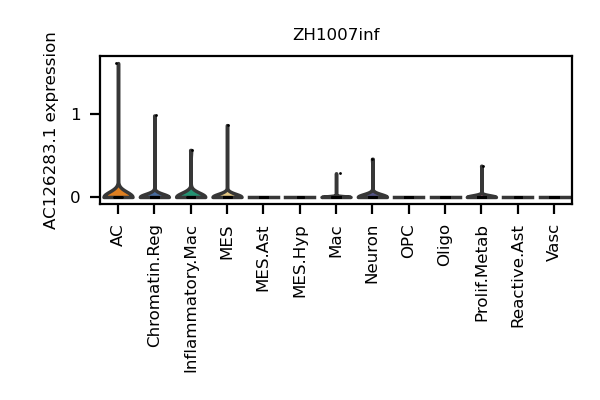 ZH1007inf
AC126283.1 expression
1
0
AC
Chromatin.Reg
Inflammatory.Mac
MES
MES.Ast
MES.Hyp
Mac
Neuron
OPC
Oligo
Prolif.Metab
Reactive.Ast
Vasc